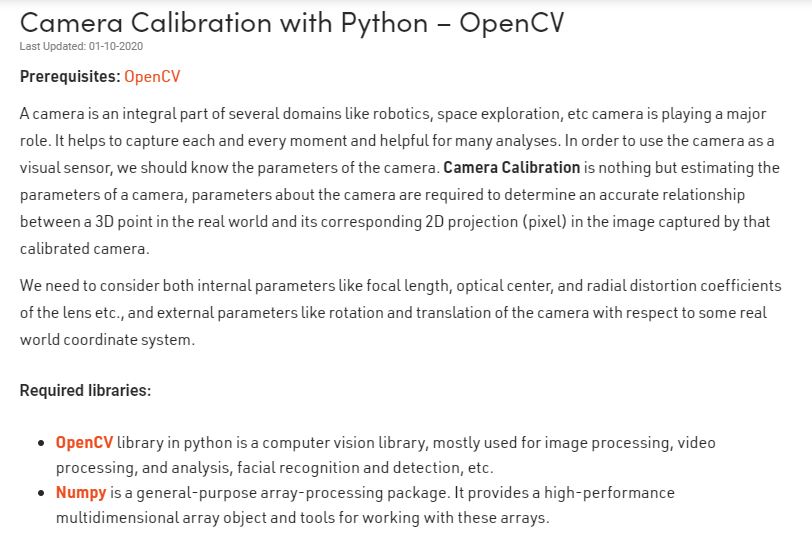 Camera Calibration with Python – OpenCV
Last Updated: 01-10-2020
Prerequisites: OpenCV
A camera is an integral part of several domains like robotics, space exploration, etc camera is playing a major
role. It helps to capture each and every moment and helpful for many analyses. In order to use the camera as a
visual sensor, we should know the parameters of the camera. Camera Calibration is nothing but estimating the
parameters of a camera, parameters about the camera are required to determine an accurate relationship
between a 3D point in the real world and its corresponding 2D projection (pixel) in the image captured by that
calibrated camera.
We need to consider both internal parameters like focal length, optical center, and radial distortion coefficients
of the lens etc., and external parameters like rotation and translation of the camera with respect to some real
world coordinate system.
Required libraries:
• OpenCV library in python is a computer vision library, mostly used for image processing, video
processing, and analysis, facial recognition and detection, etc.
• Numpy is a general-purpose array-processing package. It provides a high-performance
multidimensional array object and tools for working with these arrays.